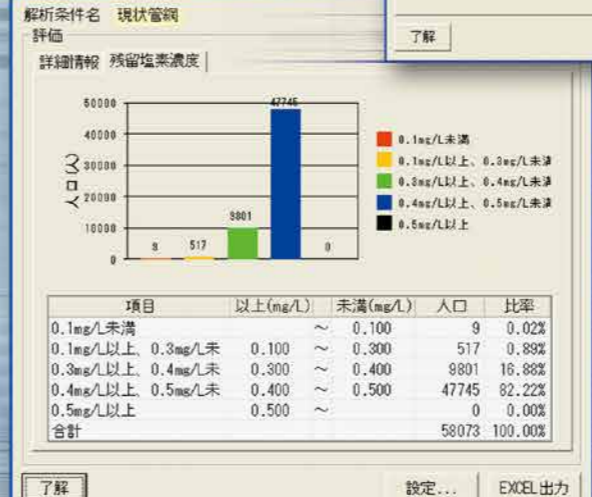 解析条件名 現状管網
了解
評価
詳細情報 残留塩素濃度
50000
40000
30000
20000
10000
0
人口(人)
9
517
9801
47745
0
0.1mg/L未満
0.1mg/L以上、0.3mg/L未満
0.3mg/L以上、0.4mg/L未満
0.4mg/L以上、0.5mg/L未満
0.5mg/L以上
項目 以上(mg/L) 未満(mg/L) 人口 比率
0.1mg/L未満 ～ 0.100 9 0.02%
0.1mg/L以上、0.3mg/L未 0.100 ～ 0.300 517 0.89%
0.3mg/L以上、0.4mg/L未 0.300 ～ 0.400 9801 16.88%
0.4mg/L以上、0.5mg/L未 0.400 ～ 0.500 47745 82.22%
0.5mg/L以上 0.500 ～ 0 0.00%
合計 58073 100.00%
了解 設定... EXCEL出力